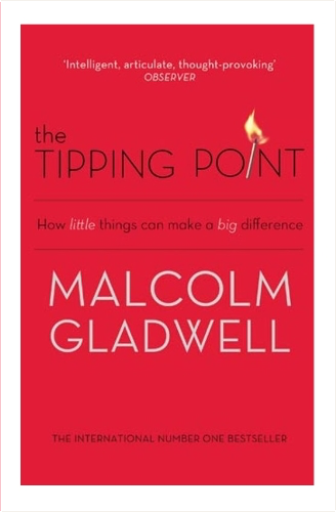 'Intelligent, articulate, thought-provoking'
OBSERVER
the
TIPPING POINT
How little things can make a big difference
MALCOLM
GLADWELL
THE INTERNATIONAL NUMBER ONE BESTSELLER